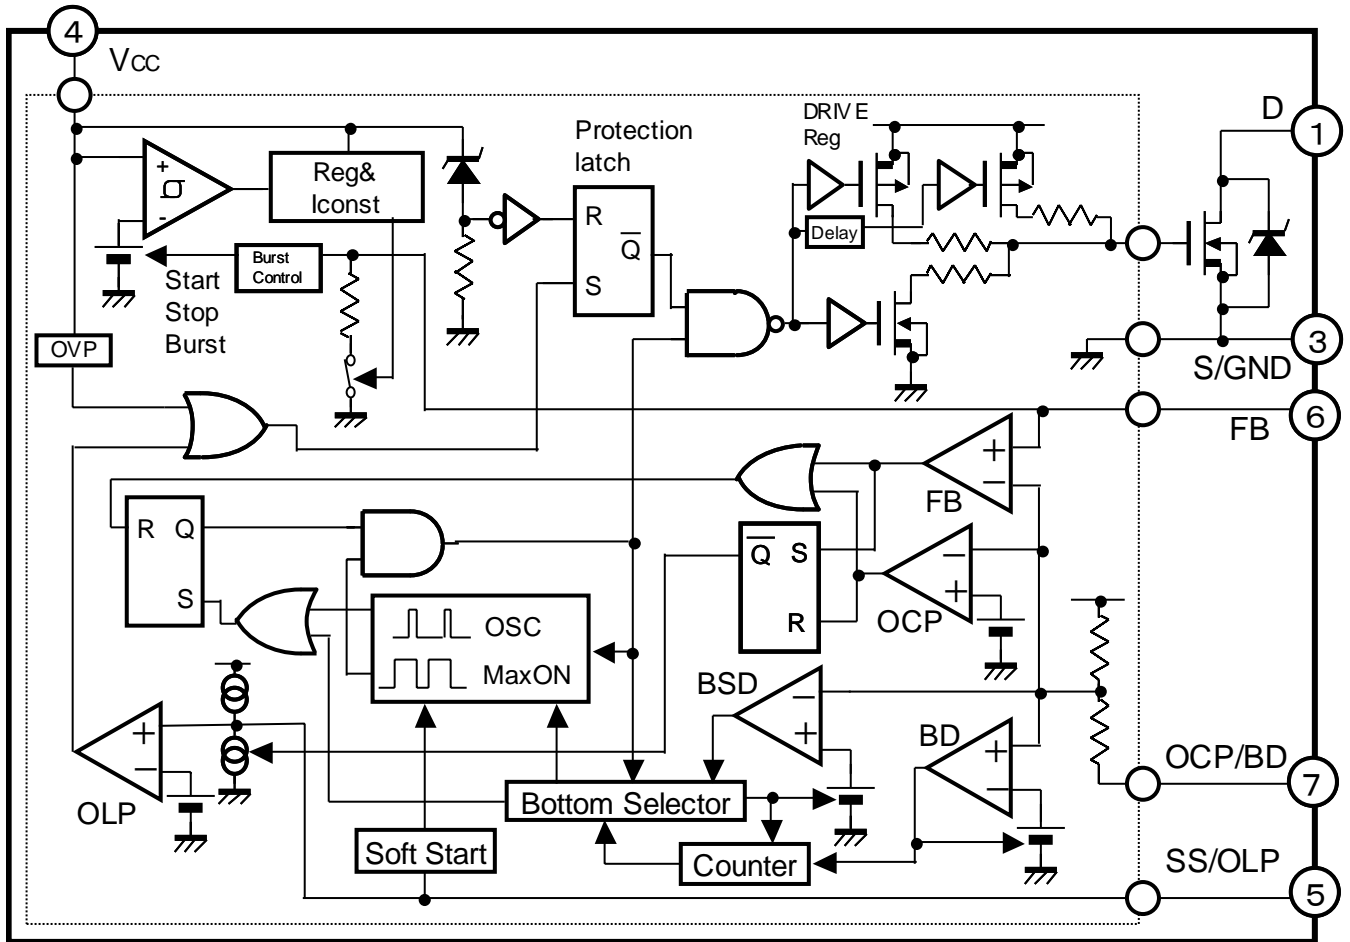 4
VCC
D
1
DRIVE
Reg
Protection
latch
+
σ
-
Reg&
Iconst
R
Q
S
Delay
Burst
Control
Start
Stop
Burst
OVP
3
S/GND
6
FB
+
−
FB
R Q
S
Q S
R
−
+
OCP
OSC
MaxON
BSD
−
+
BD
+
−
+
−
OLP
OCP/BD
7
Bottom Selector
Soft Start
Counter
SS/OLP
5